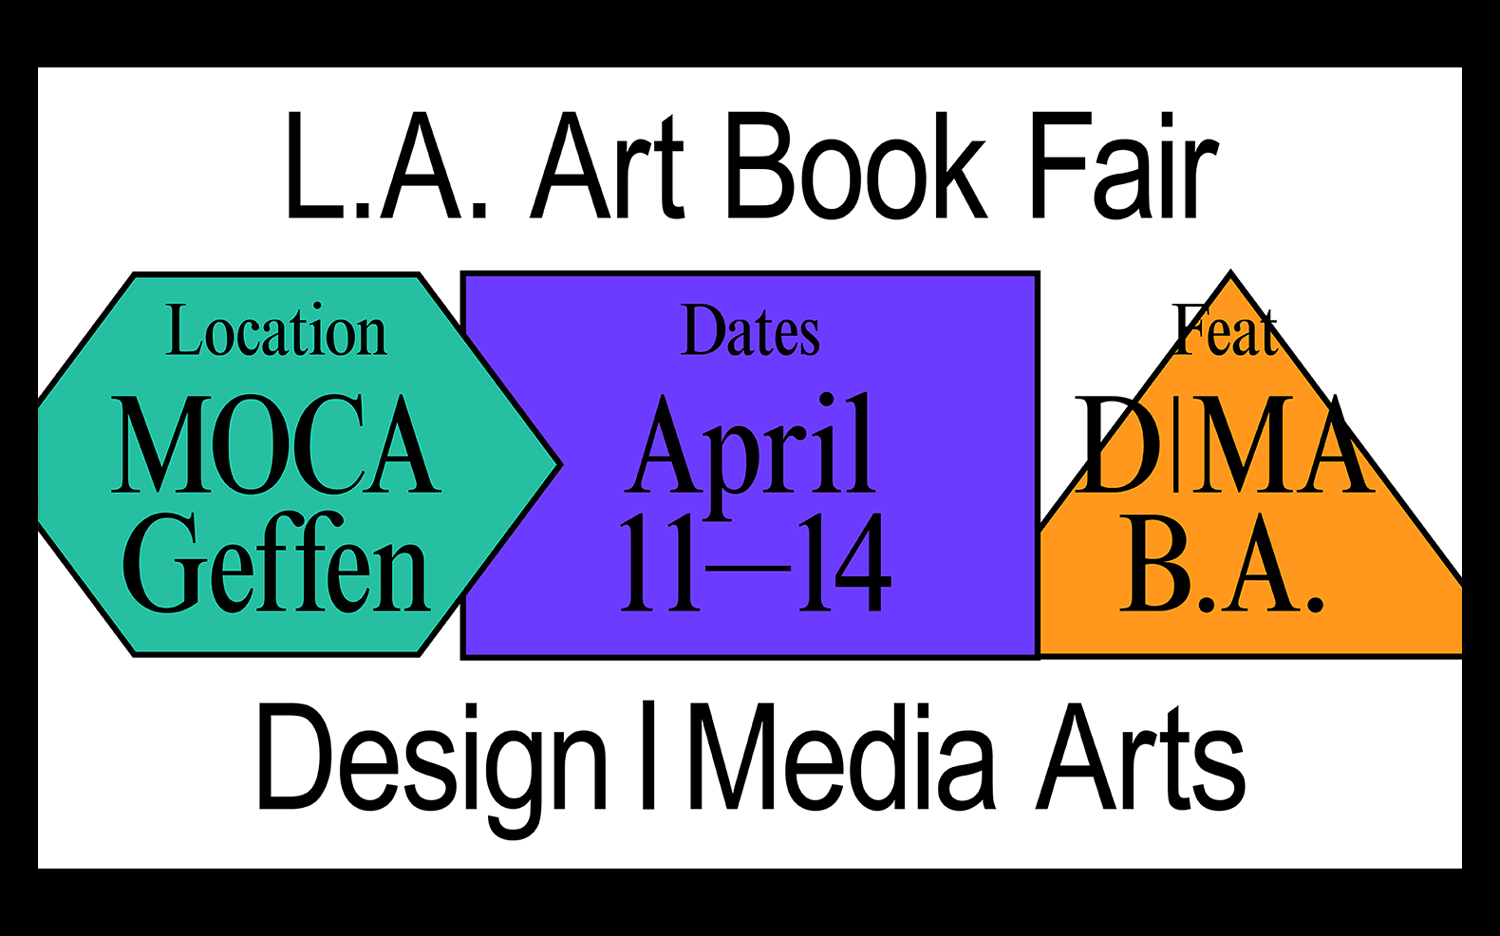 L.A. Art Book Fair
Location
MOCA
Geffen
Dates
April
11—14
Feat
D|MA
B.A.
Design | Media Arts